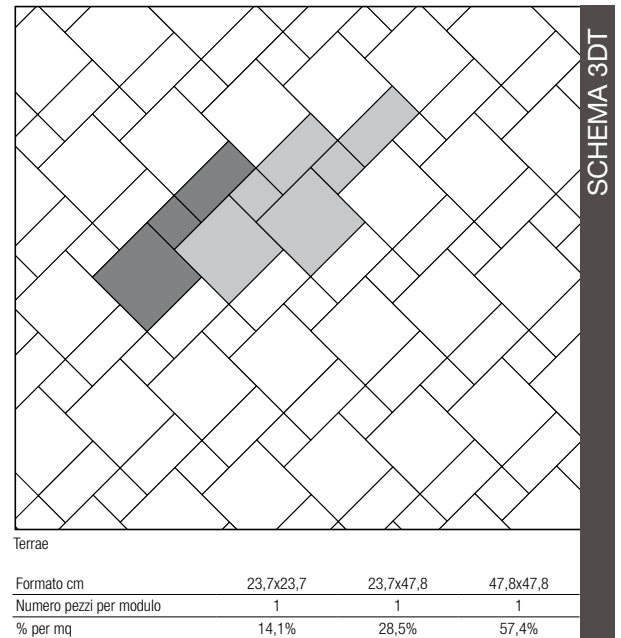 SCHEMA 3DT
Terrae
Formato cm 23,7x23,7 23,7x47,8 47,8x47,8
Numero pezzi per modulo 1 1 1
% per mq 14,1% 28,5% 57,4%